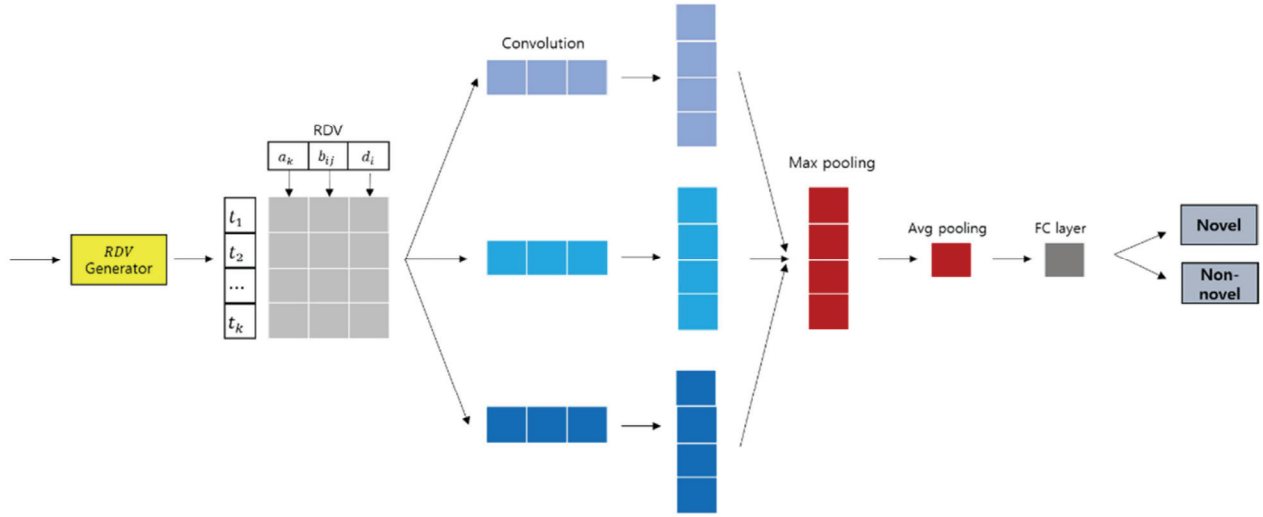 Convolution
RDV
a_k b_ij d_i
Max pooling
t_1
t_2
...
t_k
RDV
Generator
Avg pooling
FC layer
Novel
Non-
novel